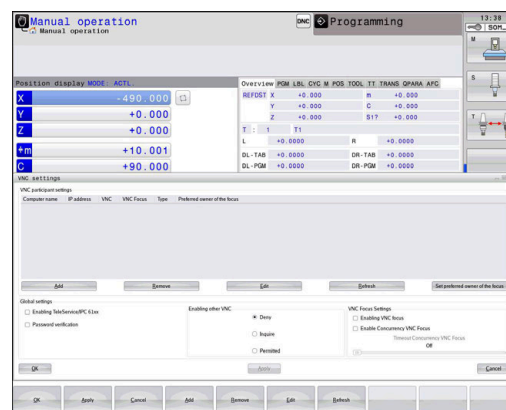 Manual operation
Manual operation
DNC
Programming
13:38
SOM...
Position display MODE: ACTL.
X -490.000
Y +0.000
Z +0.000
+m +10.001
C +90.000
Overview PGM LBL CYC M POS TOOL TT TRANS QPARA AFC
REFDST X +0.000 m +0.000
Y +0.000 C +0.000
Z +0.000 S1? +0.000
T : 1 T1
L +0.0000 R +0.0000
DL-TAB +0.0000 DR-TAB +0.0000
DL-PGM +0.0000 DR-PGM +0.0000
M
S
T
VNC settings
VNC participant settings
Computer name IP address VNC VNC Focus Type Preferred owner of the focus
Add Remove Edit Refresh Set preferred owner of the focus
Global settings
Enabling TeleService/IPC 61xx
Password verification
Enabling other VNC
Deny
Inquire
Permitted
VNC Focus Settings
Enabling VNC focus
Enable Concurrency VNC Focus
Timeout Concurrency VNC Focus
Off
OK Apply Cancel
OK Apply Cancel Add Remove Edit Refresh